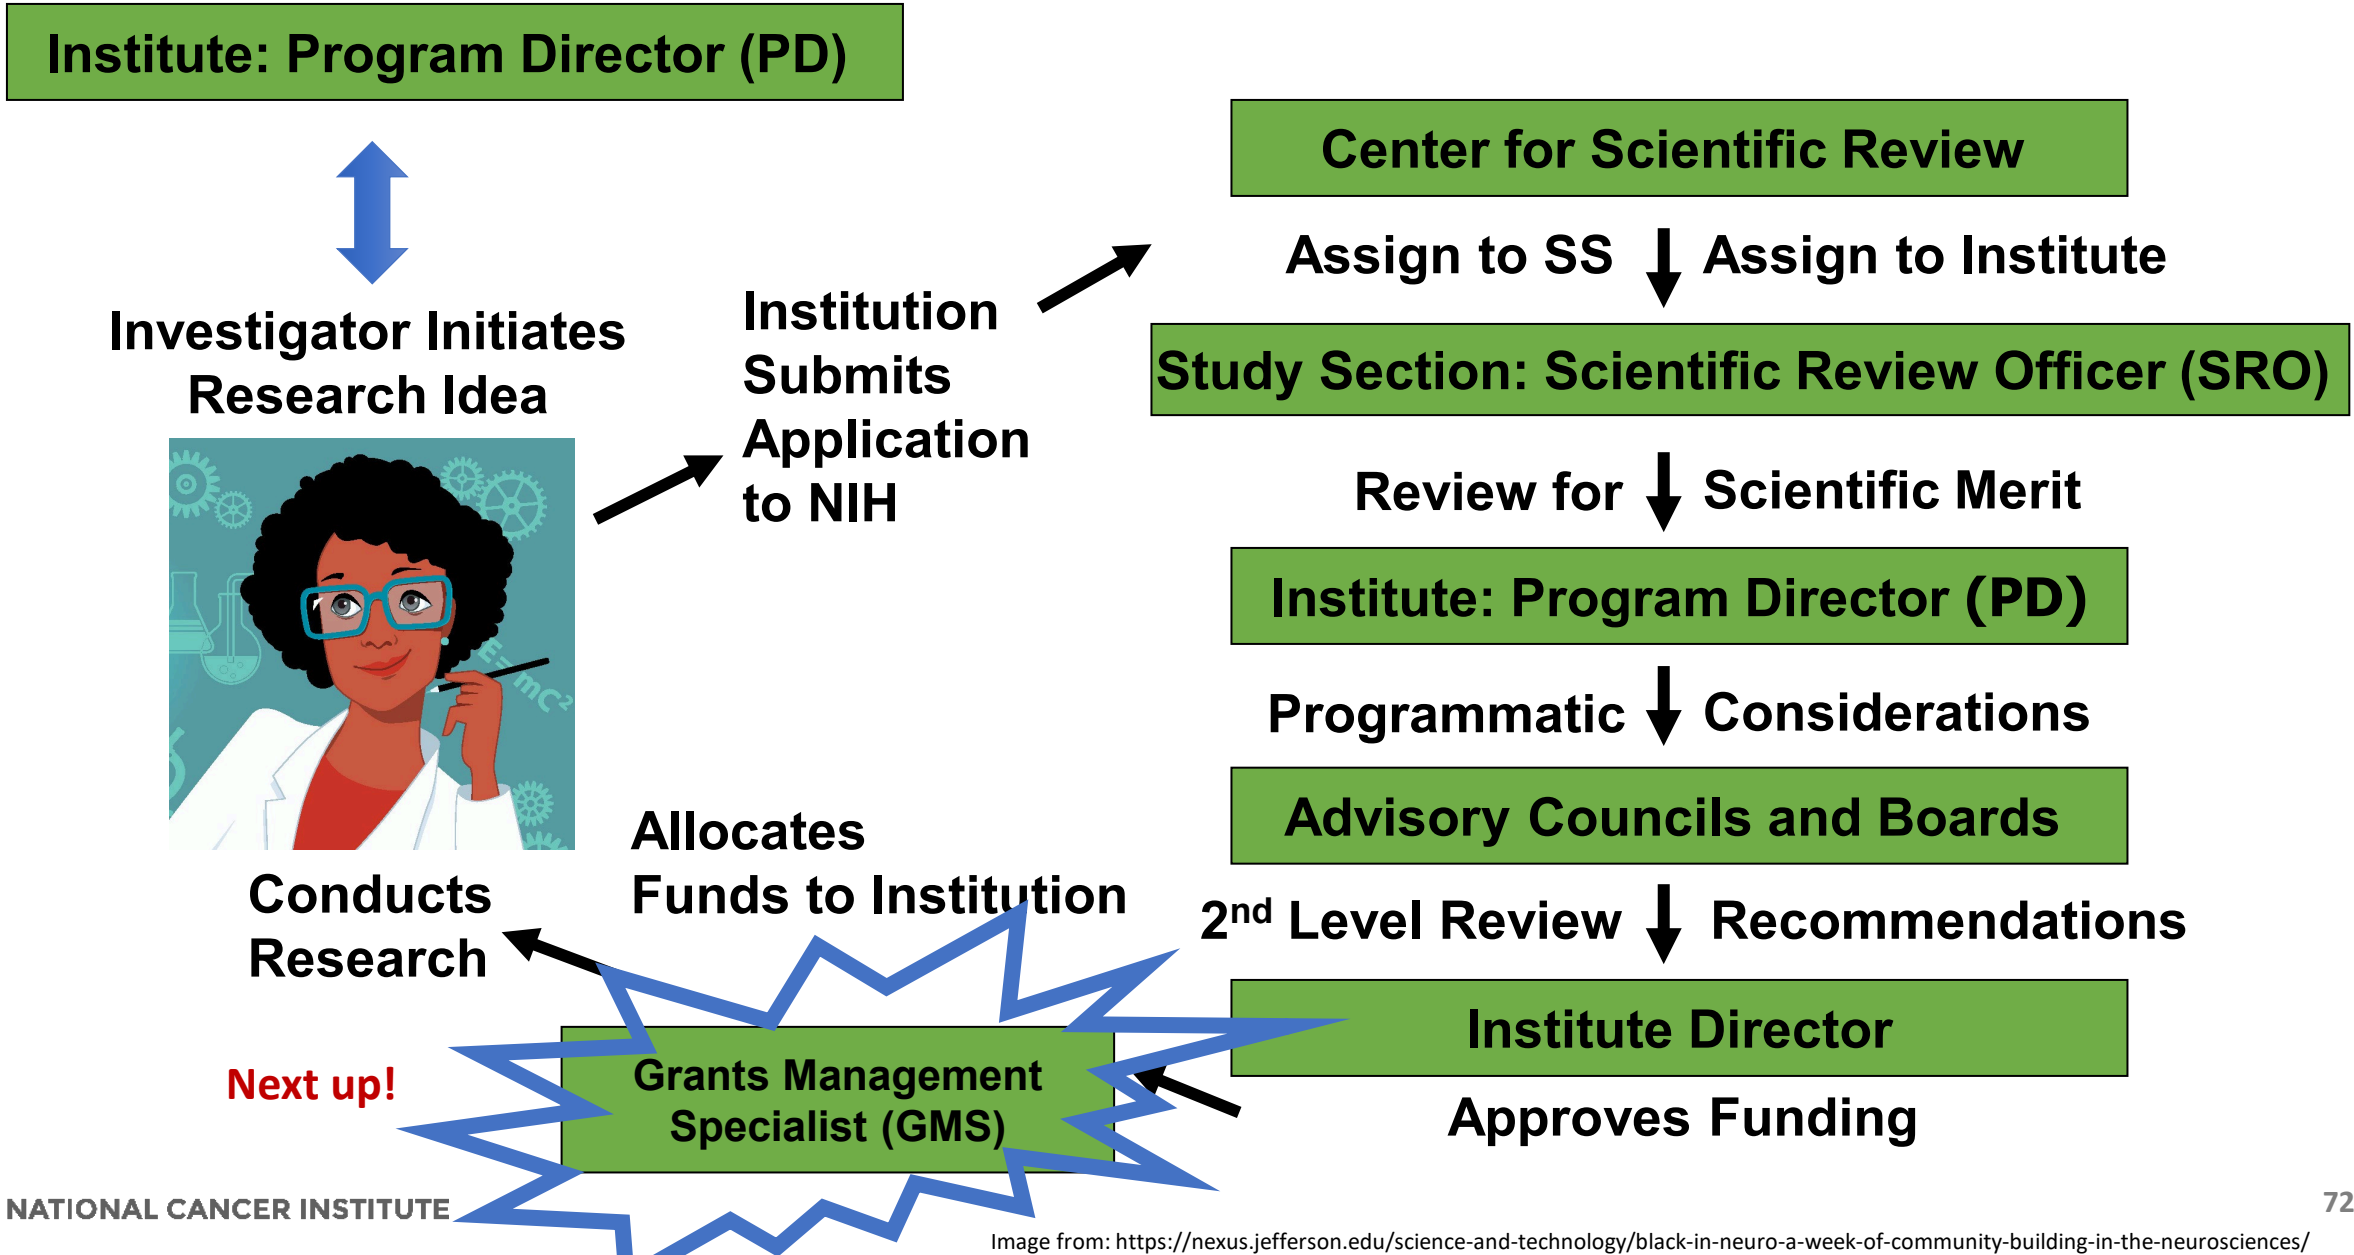 Institute: Program Director (PD)
Investigator Initiates
Research Idea
E=mc²
Institution
Submits
Application
to NIH
Center for Scientific Review
Assign to SS Assign to Institute
Study Section: Scientific Review Officer (SRO)
Review for Scientific Merit
Institute: Program Director (PD)
Programmatic Considerations
Advisory Councils and Boards
2nd Level Review Recommendations
Institute Director
Approves Funding
Allocates
Funds to Institution
Grants Management
Specialist (GMS)
Conducts
Research
Next up!
NATIONAL CANCER INSTITUTE
72
Image from: https://nexus.jefferson.edu/science-and-technology/black-in-neuro-a-week-of-community-building-in-the-neurosciences/